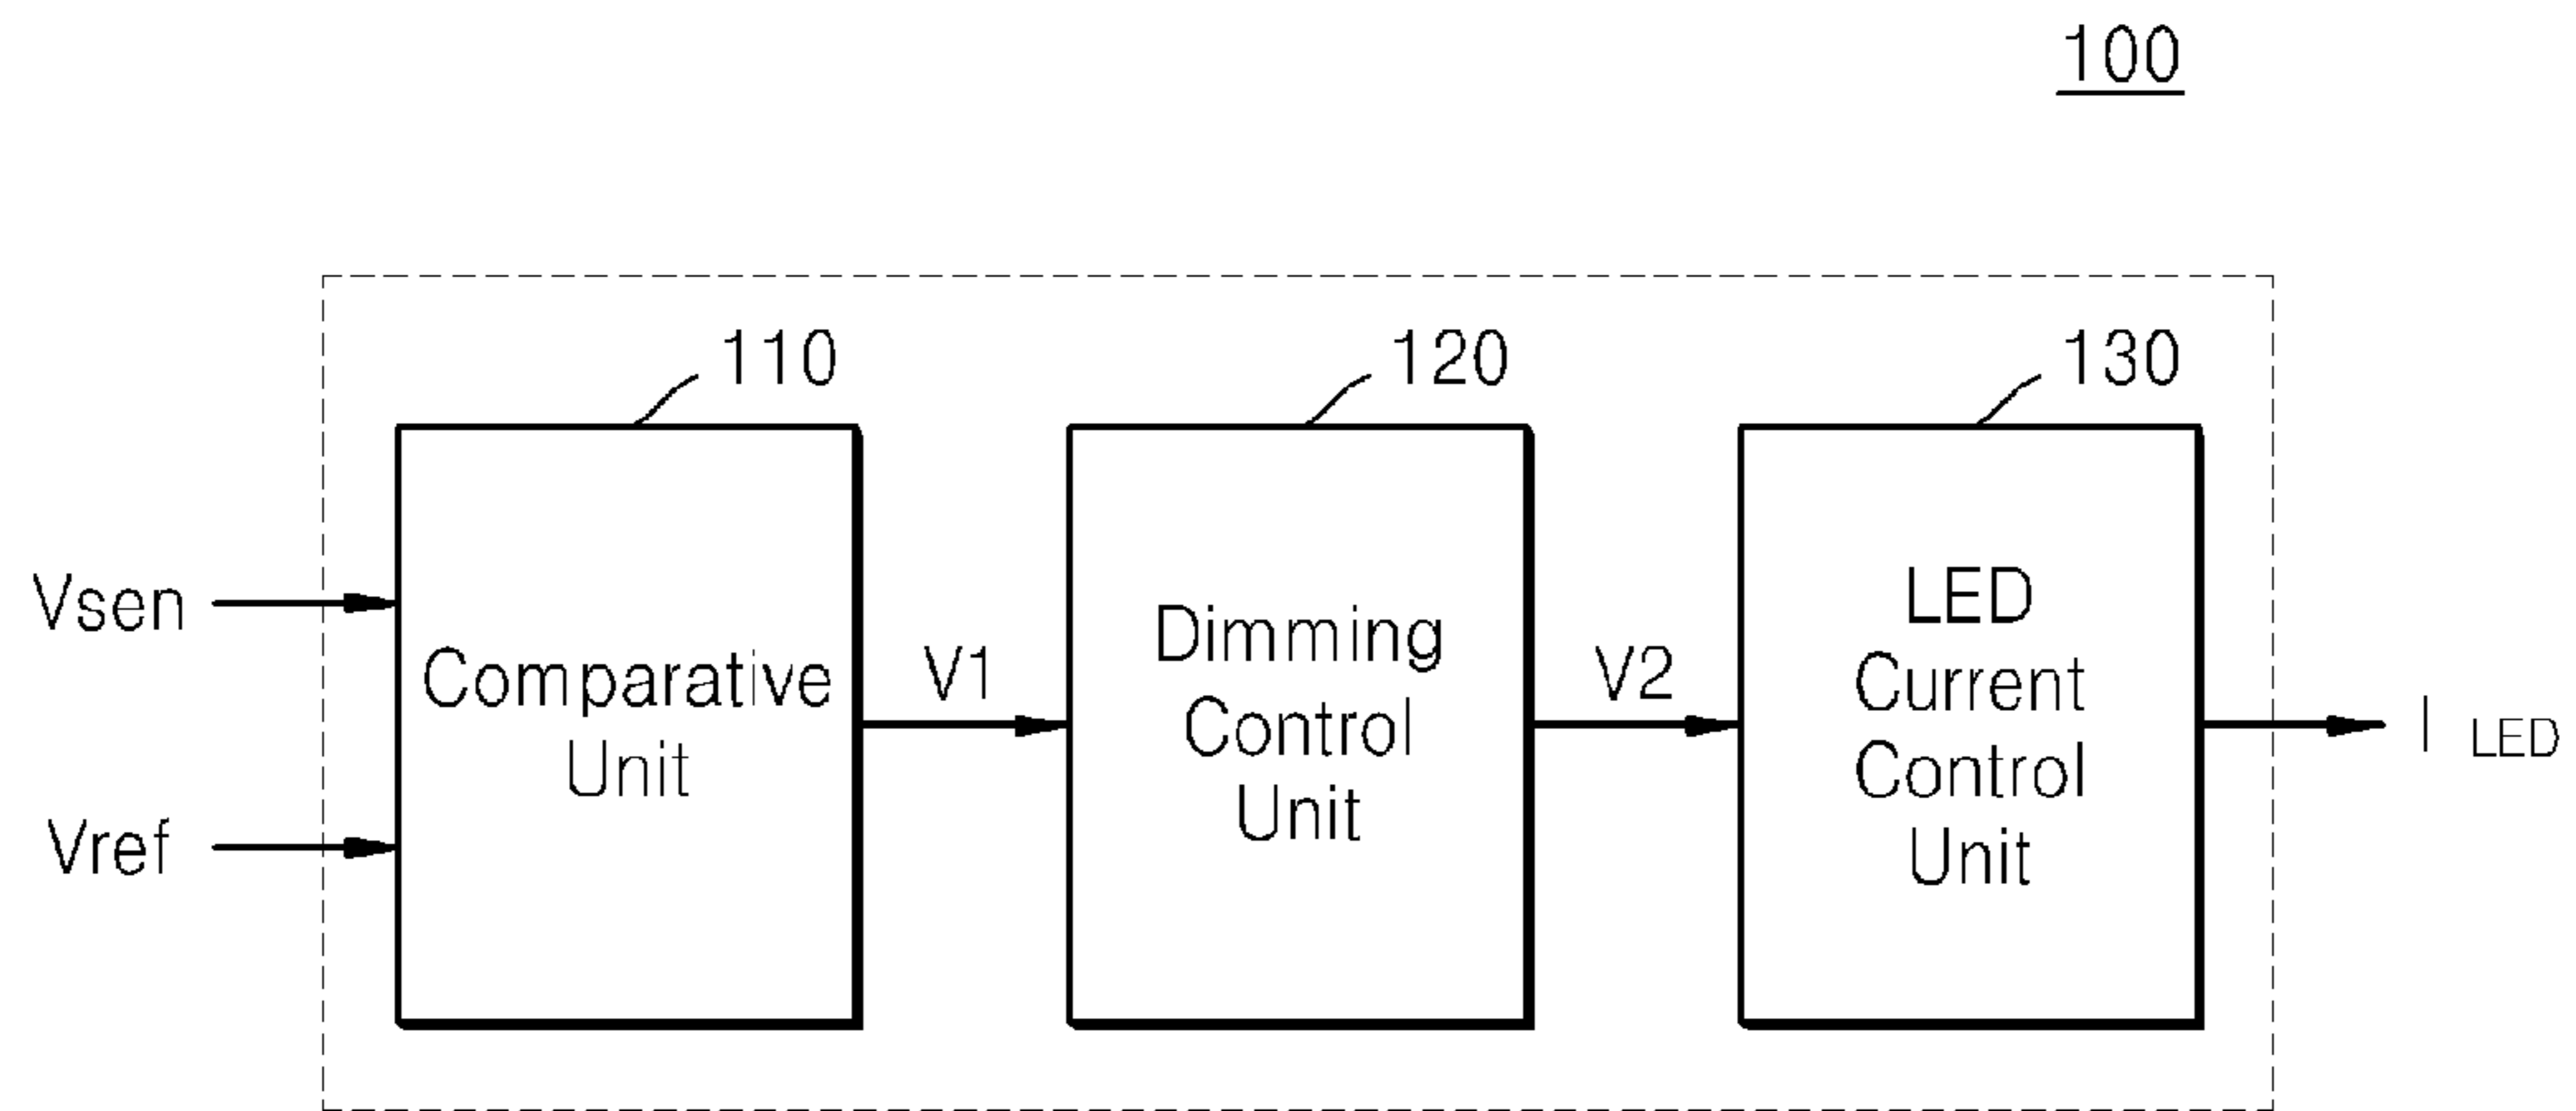 100
110
120
130
Vsen
Vref
Comparative
Unit
V1
Dimming
Control
Unit
V2
LED
Current
Control
Unit
I LED